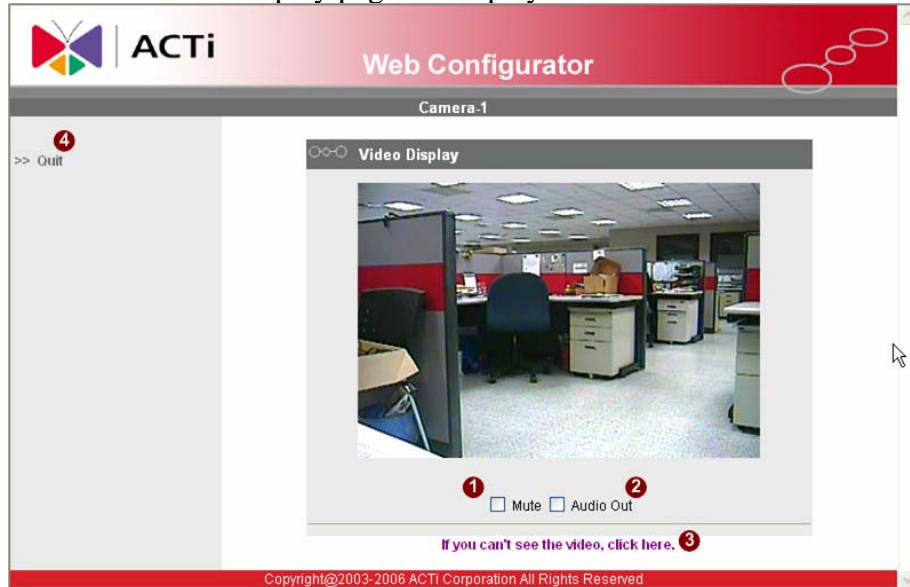 ACTi
Web Configurator
Camera-1
4
>> Quit
Video Display
1 Mute Audio Out 2
If you can't see the video, click here. 3
Copyright@2003-2006 ACTi Corporation All Rights Reserved